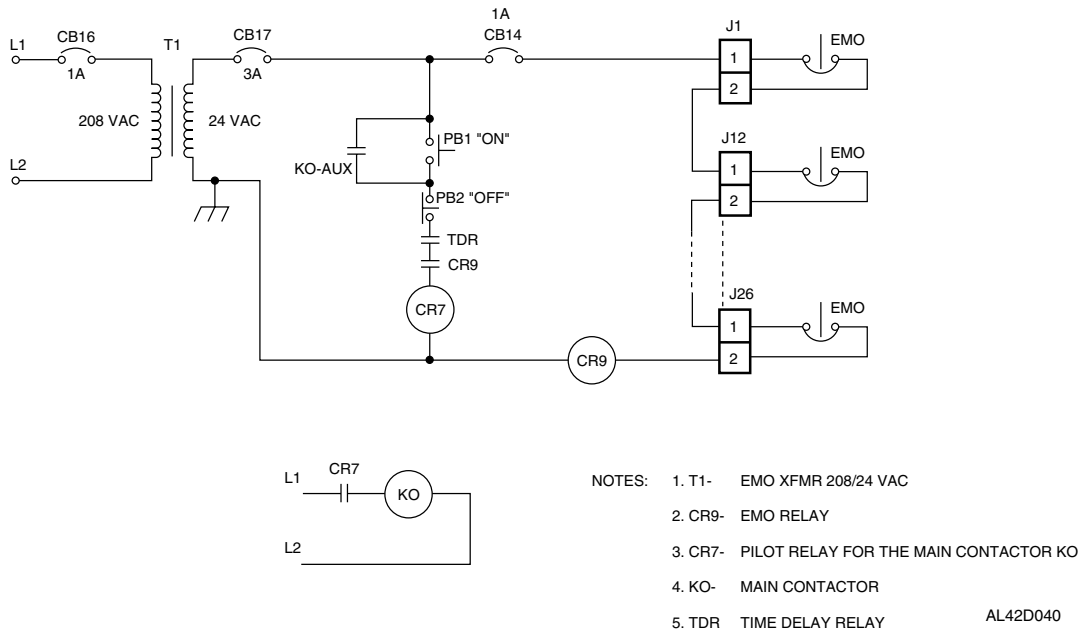 1A
L1
CB16
T1
CB17
CB14
J1
EMO
1A
3A
1
2
208 VAC
24 VAC
PB1 "ON"
J12
EMO
L2
KO-AUX
1
PB2 "OFF"
2
TDR
CR9
J26
EMO
CR7
1
CR9
2
L1
CR7
KO
L2
NOTES: 1. T1- EMO XFMR 208/24 VAC
2. CR9- EMO RELAY
3. CR7- PILOT RELAY FOR THE MAIN CONTACTOR KO
4. KO- MAIN CONTACTOR
5. TDR TIME DELAY RELAY
AL42D040